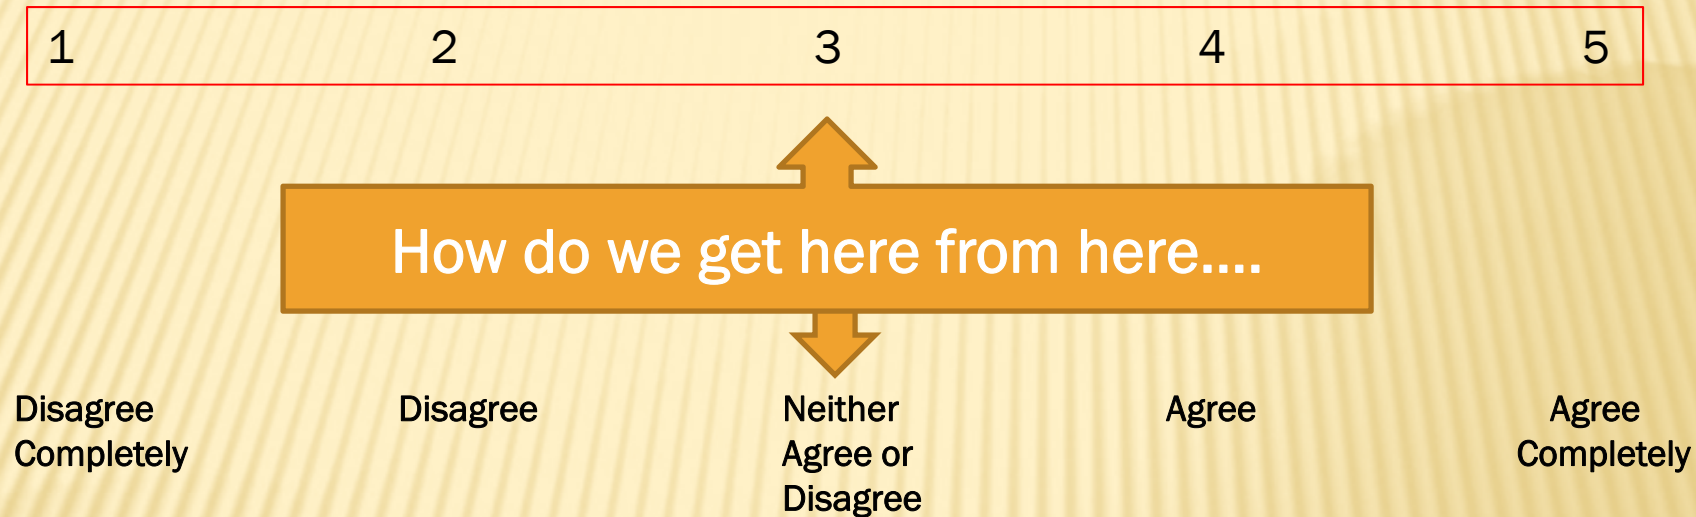 1 2 3 4 5
How do we get here from here....
Disagree Completely
Disagree
Neither Agree or Disagree
Agree
Agree Completely